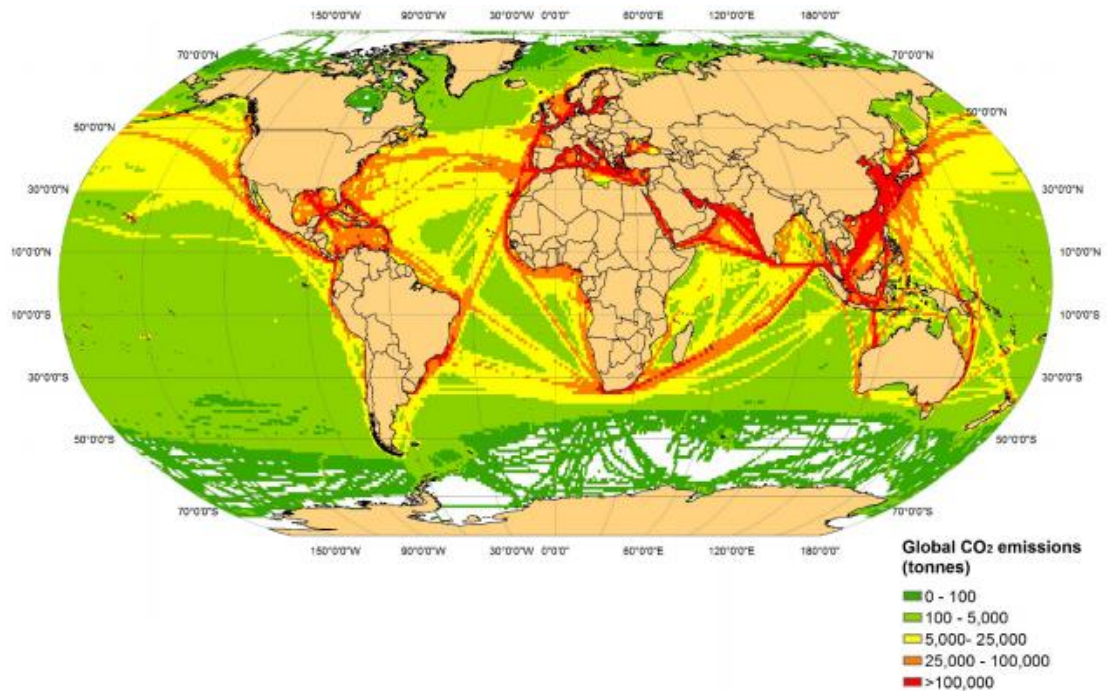 150°0'0"W 90°0'0"W 30°0'0"W 0°0'0" 60°0'0"E 120°0'0"E 180°0'0"
70°0'0"N 70°0'0"N
50°0'0"N 50°0'0"N
30°0'0"N 30°0'0"N
10°0'0"N 10°0'0"N
10°0'0"S 10°0'0"S
30°0'0"S 30°0'0"S
50°0'0"S 50°0'0"S
70°0'0"S 70°0'0"S
150°0'0"W 90°0'0"W 30°0'0"W 0°0'0" 60°0'0"E 120°0'0"E 180°0'0"
Global CO₂ emissions
(tonnes)
0 - 100
100 - 5,000
5,000- 25,000
25,000 - 100,000
>100,000